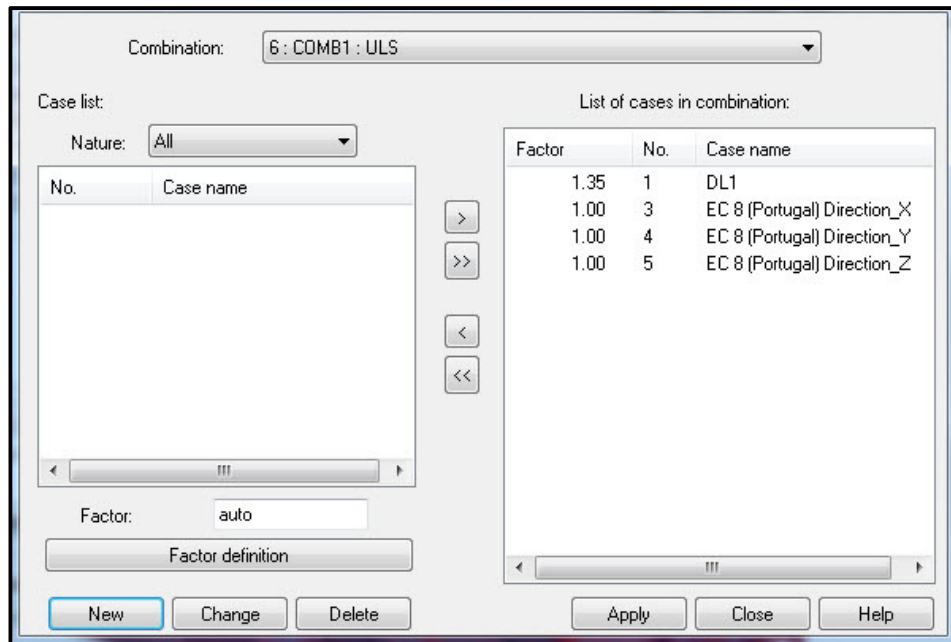 Combination: 6 : COMB1 : ULS
Case list:
Nature: All
No. Case name
Factor: auto
Factor definition
New Change Delete
> 
>>
<
<<
List of cases in combination:
Factor No. Case name
1.35 1 DL1
1.00 3 EC 8 (Portugal) Direction_X
1.00 4 EC 8 (Portugal) Direction_Y
1.00 5 EC 8 (Portugal) Direction_Z
Apply Close Help